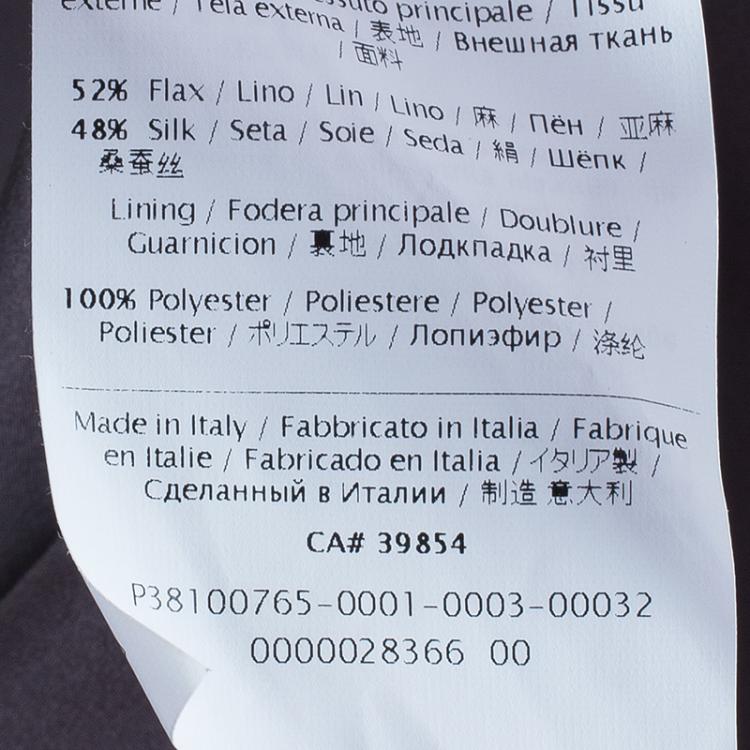 externe / Tela externa / 表地 / Внешная ткань
principale / Tissu
/ 面料
52% Flax / Lino / Lin / Lino / 麻 / Пён / 亚麻
48% Silk / Seta / Soie / Seda / 絹 / Шёпк /
桑蚕丝
Lining / Fodera principale / Doublure /
Guarnicion / 裏地 / Лодкпадка / 衬里
100% Polyester / Poliestere / Polyester /
Poliester / ポリエステル / Лопиэфир / 涤纶
Made in Italy / Fabbricato in Italia / Fabrique
en Italie / Fabricado en Italia / イタリア製 /
Сделанный в Италии / 制造 意大利
CA# 39854
P38100765-0001-0003-00032
0000028366 00